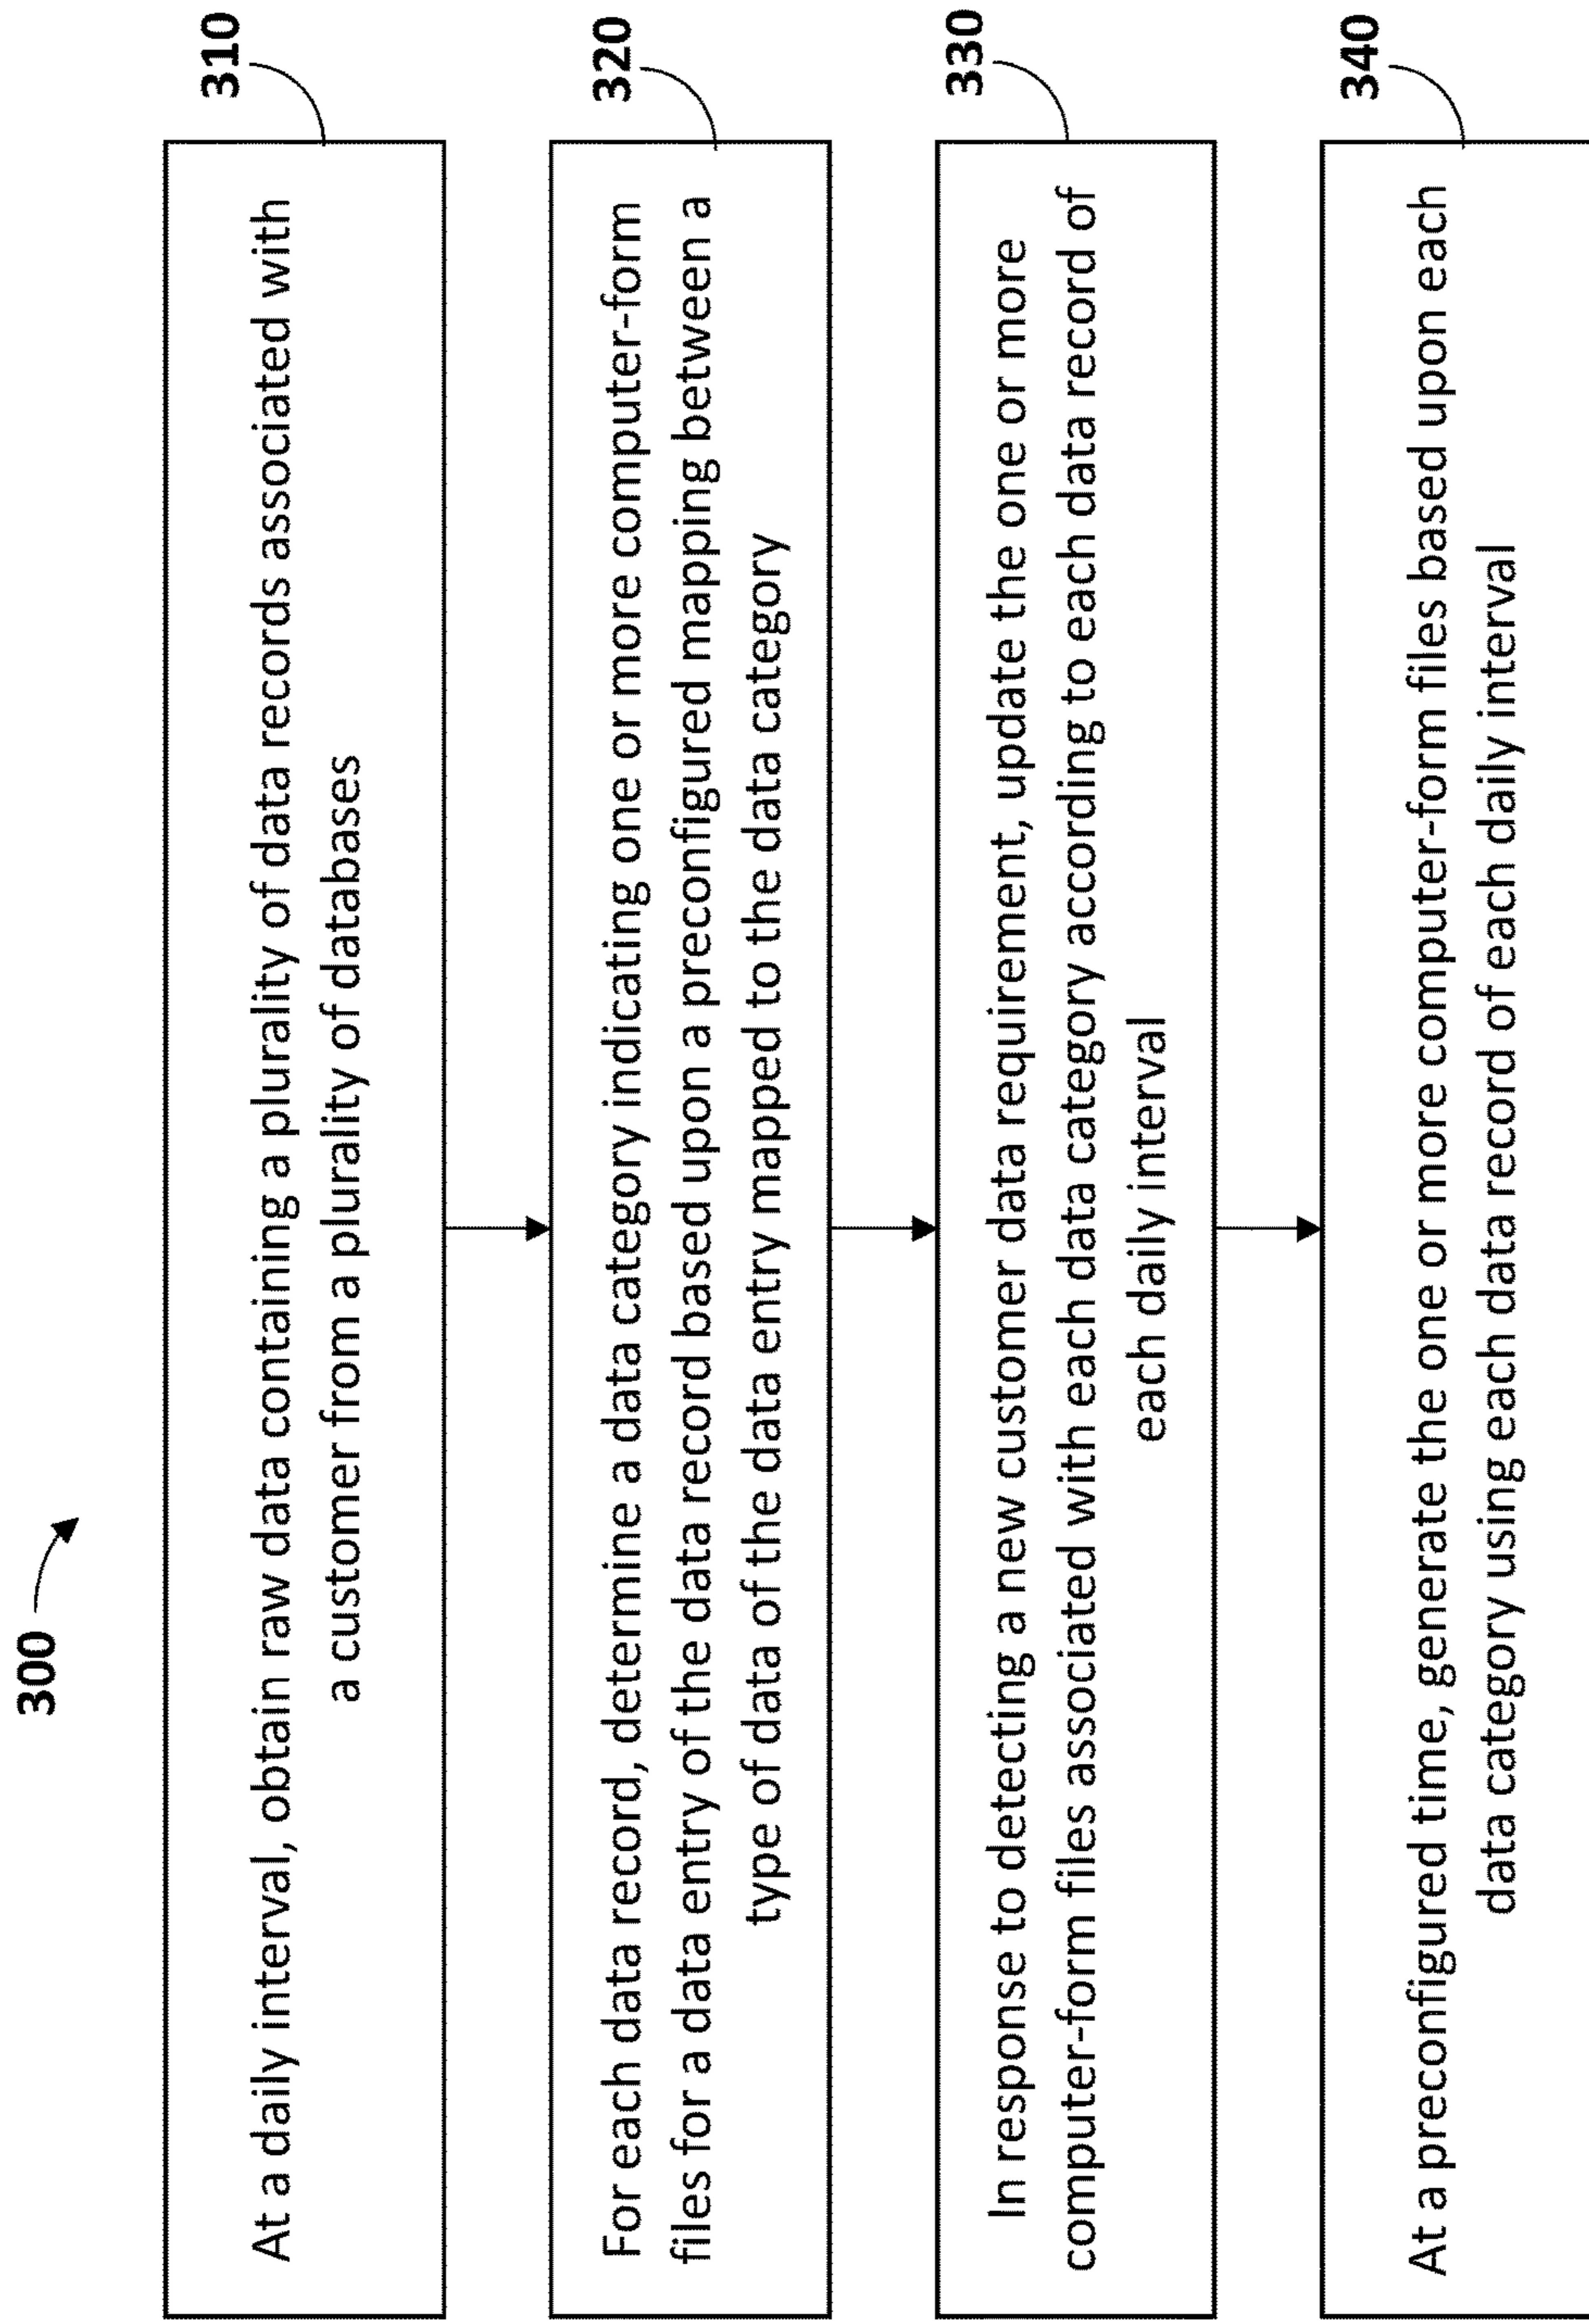 300
310
At a daily interval, obtain raw data containing a plurality of data records associated with
a customer from a plurality of databases
320
For each data record, determine a data category indicating one or more computer-form
files for a data entry of the data record based upon a preconfigured mapping between a
type of data of the data entry mapped to the data category
330
In response to detecting a new customer data requirement, update the one or more
computer-form files associated with each data category according to each data record of
each daily interval
340
At a preconfigured time, generate the one or more computer-form files based upon each
data category using each data record of each daily interval